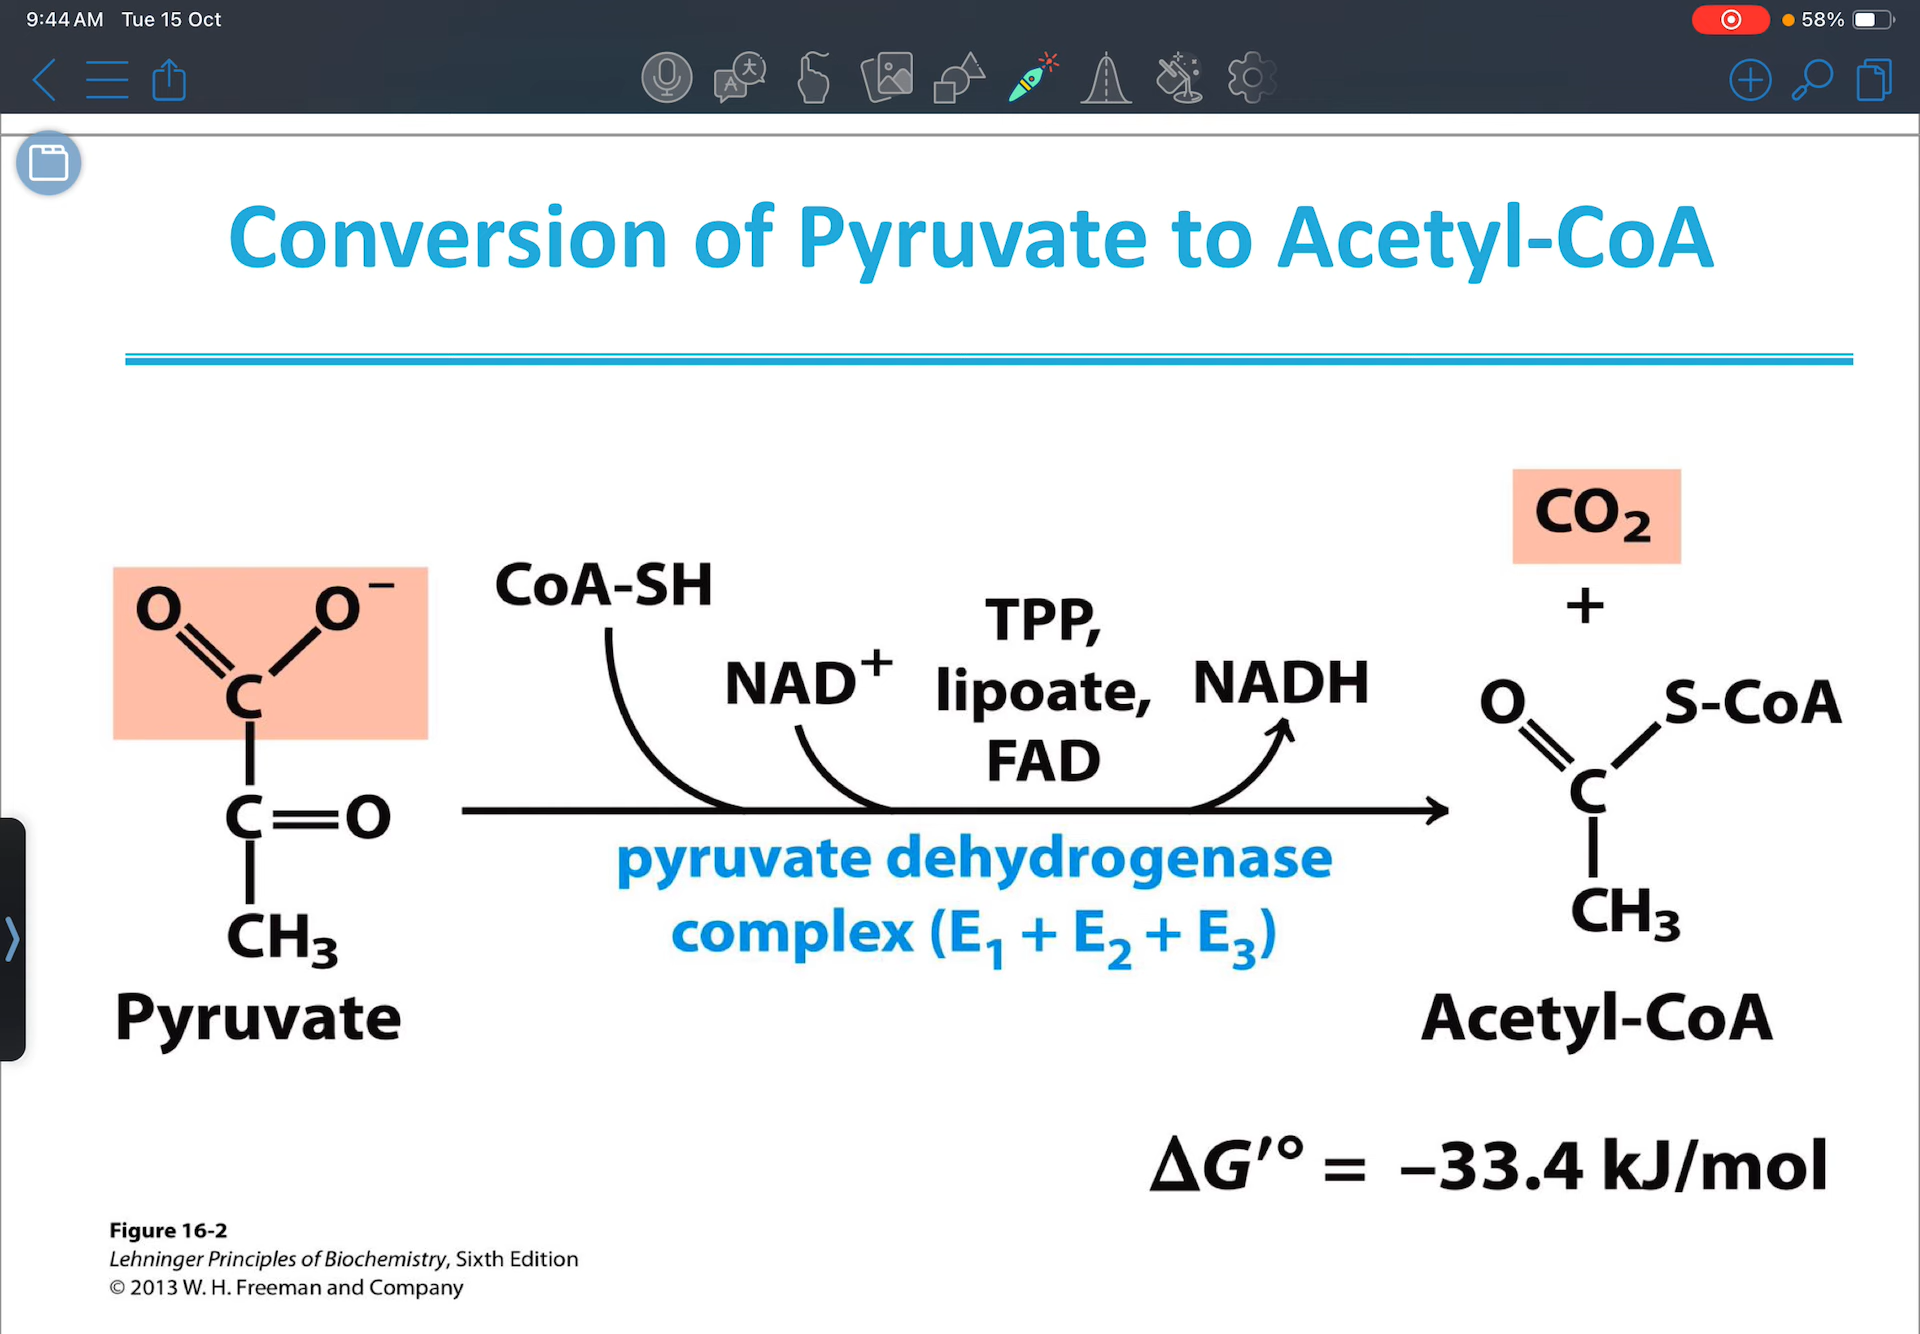 9:44 AM Tue 15 Oct
58%
Conversion of Pyruvate to Acetyl-CoA
CO₂
+
O O⁻
C
C=O
CH₃
Pyruvate
CoA-SH
NAD⁺
TPP,
lipoate,
FAD
NADH
pyruvate dehydrogenase
complex (E₁ + E₂ + E₃)
O S-CoA
C
CH₃
Acetyl-CoA
ΔG′° = –33.4 kJ/mol
Figure 16-2
Lehninger Principles of Biochemistry, Sixth Edition
© 2013 W. H. Freeman and Company